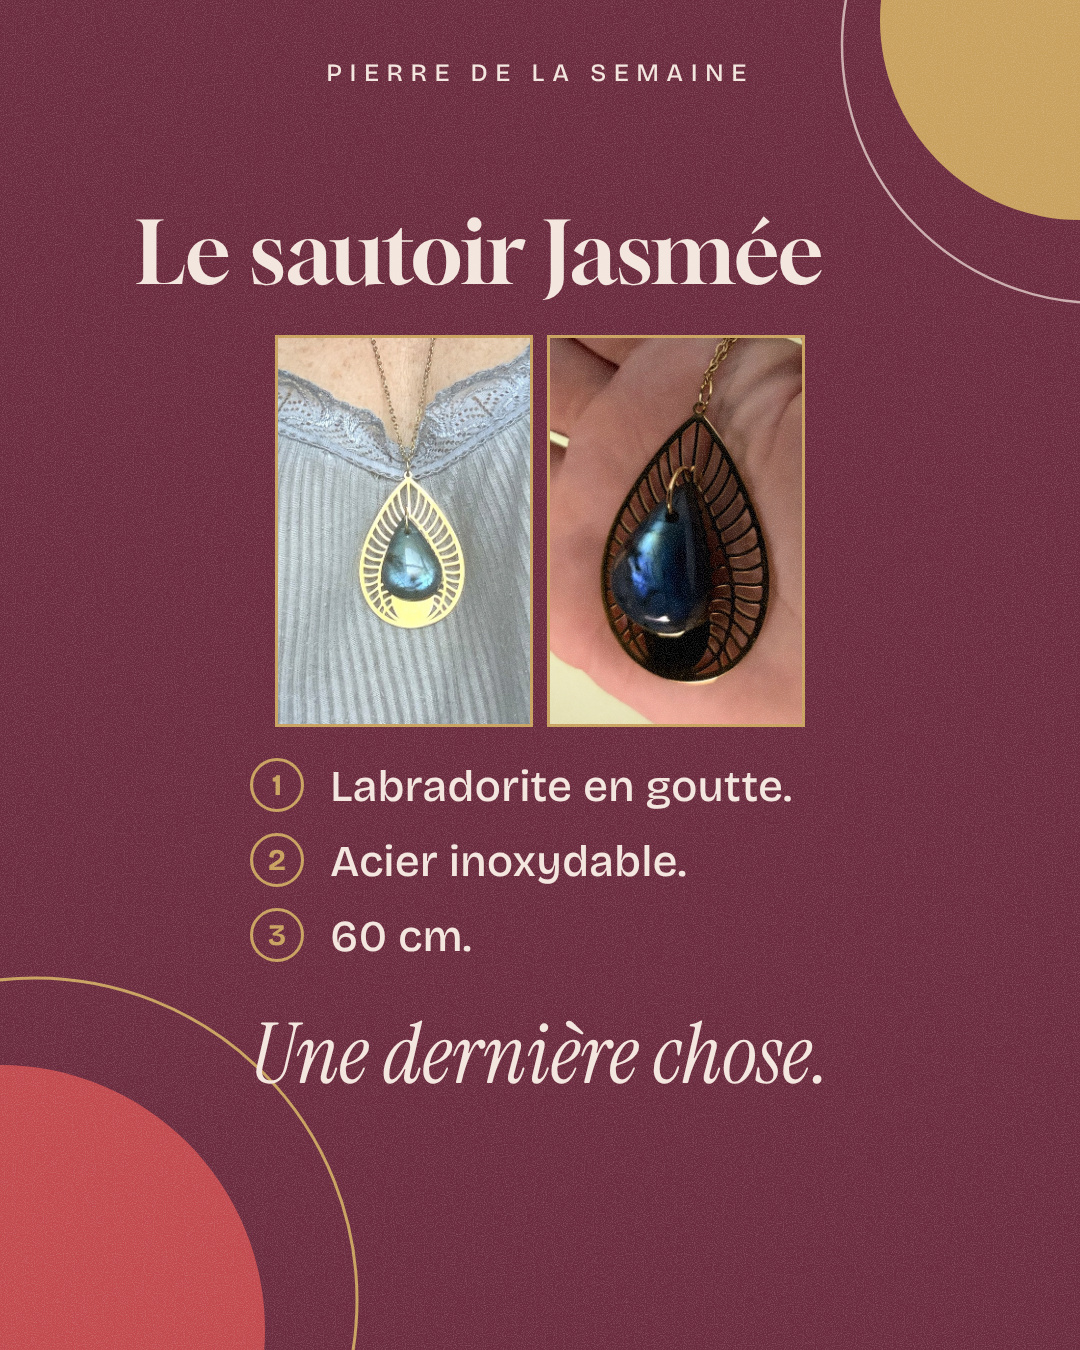 PIERRE DE LA SEMAINE
Le sautoir Jasmée
1 Labradorite en goutte.
2 Acier inoxydable.
3 60 cm.
Une dernière chose.